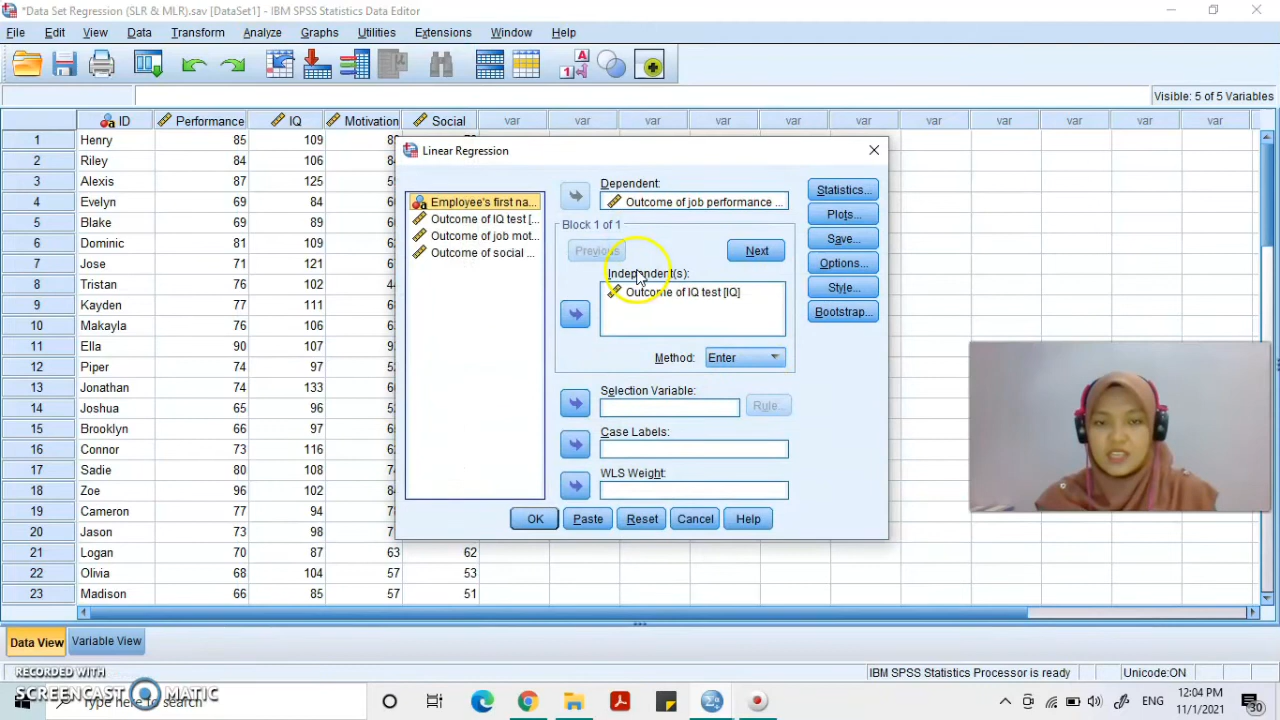 *Data Set Regression (SLR & MLR).sav [DataSet1] - IBM SPSS Statistics Data Editor
File Edit View Data Transform Analyze Graphs Utilities Extensions Window Help
Visible: 5 of 5 Variables
ID Performance IQ Motivation Social var var var var var var var var var var var
1 Henry 85 109
2 Riley 84 106
3 Alexis 87 125
4 Evelyn 69 84
5 Blake 69 89
6 Dominic 81 109
7 Jose 71 121
8 Tristan 76 116
9 Kayden 77 111
10 Makayla 76 106
11 Ella 90 107
12 Piper 74 97
13 Jonathan 74 133
14 Joshua 65 96
15 Brooklyn 66 97
16 Connor 73 116
17 Sadie 80 108
18 Zoe 96 102
19 Cameron 77 94
20 Jason 73 98
21 Logan 70 87 63 62
22 Olivia 68 104 57 53
23 Madison 66 85 57 51
Linear Regression
Employee's first na...
Outcome of IQ test [...
Outcome of job mot...
Outcome of social ...
Dependent:
Outcome of job performance ...
Block 1 of 1
Previous Next
Independent(s):
Outcome of IQ test [IQ]
Method: Enter
Selection Variable:
Rule...
Case Labels:
WLS Weight:
OK Paste Reset Cancel Help
Statistics...
Plots...
Save...
Options...
Style...
Bootstrap...
Data View Variable View
IBM SPSS Statistics Processor is ready Unicode:ON
RECORDED WITH
SCREENCAST MATIC
Type here to search
ENG
12:04 PM
11/1/2021
30